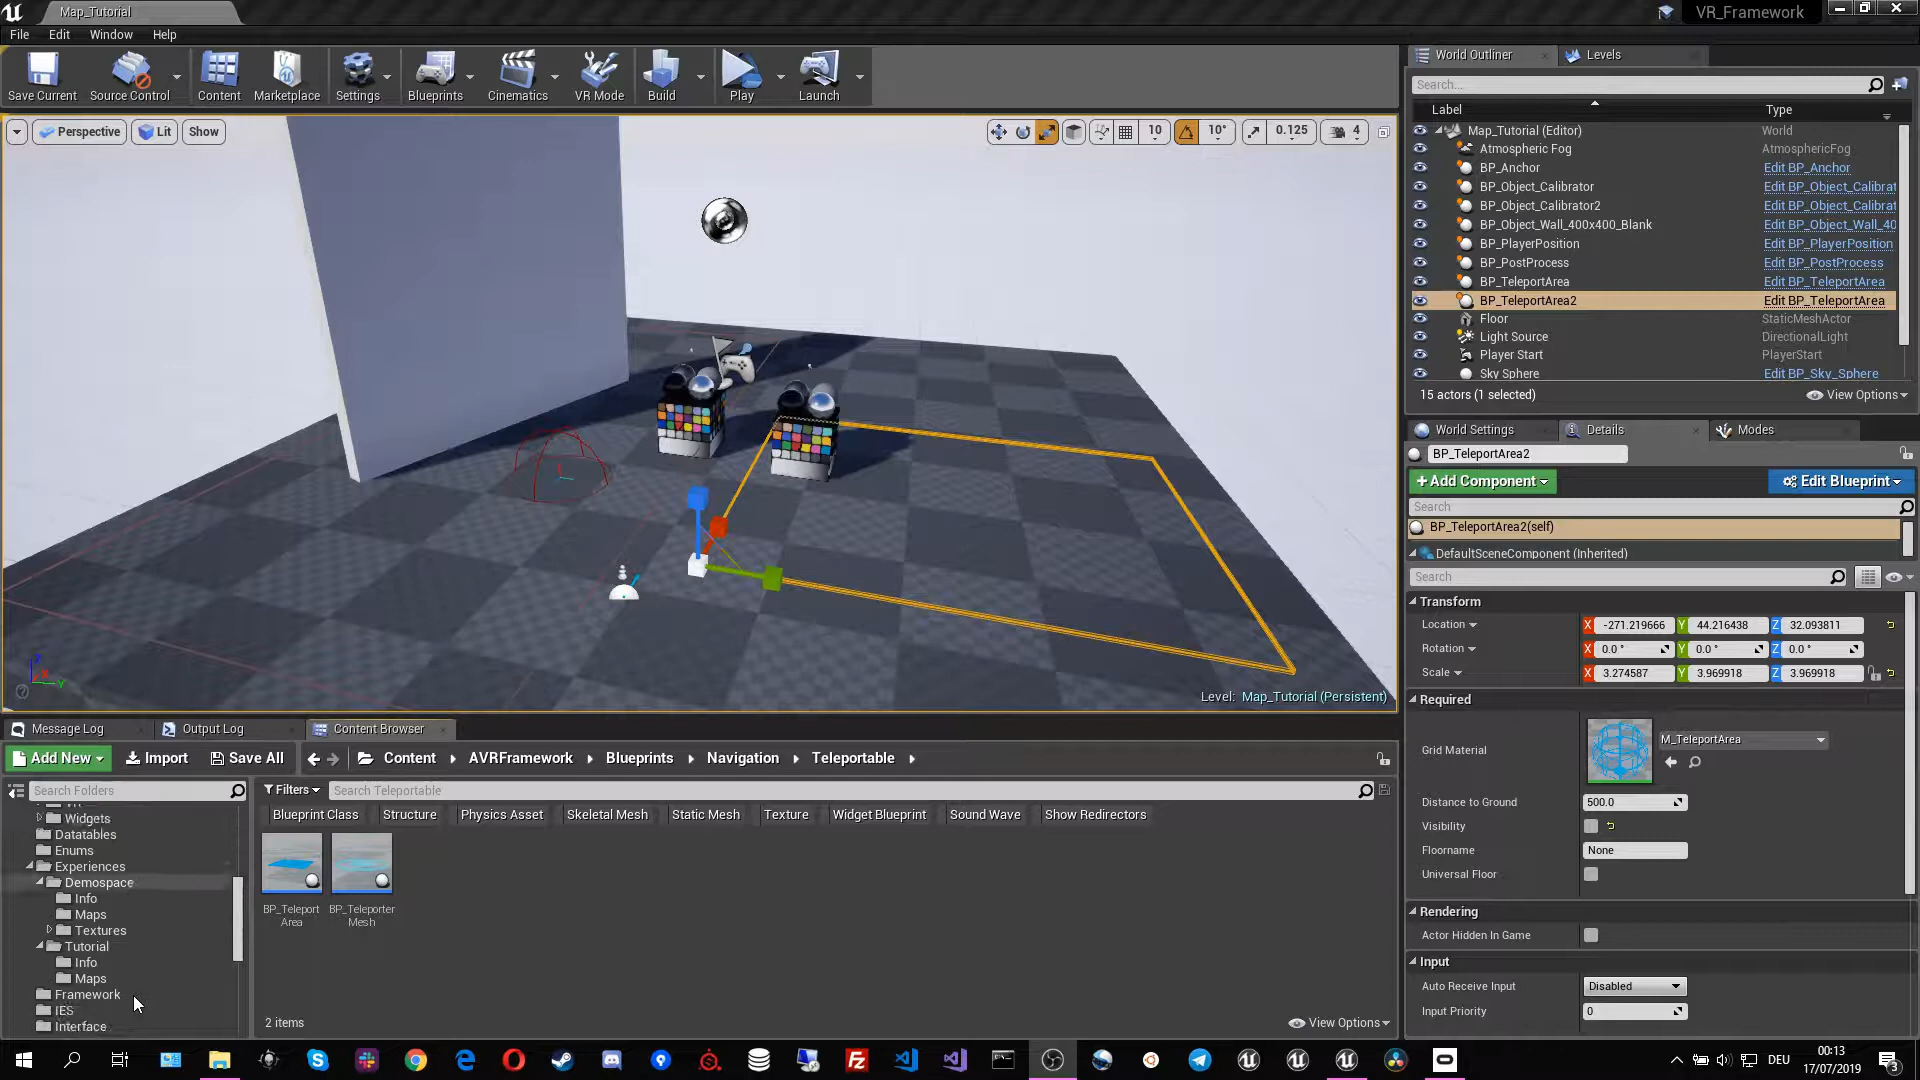 Map_Tutorial
VR_Framework
File Edit Window Help
Save Current Source Control Content Marketplace Settings Blueprints Cinematics VR Mode Build Play Launch
Perspective Lit Show
10 10° 0.125 4
Level: Map_Tutorial (Persistent)
World Outliner Levels
Search...
Label Type
Map_Tutorial (Editor) World
Atmospheric Fog AtmosphericFog
BP_Anchor Edit BP_Anchor
BP_Object_Calibrator Edit BP_Object_Calibrat
BP_Object_Calibrator2 Edit BP_Object_Calibrat
BP_Object_Wall_400x400_Blank Edit BP_Object_Wall_40
BP_PlayerPosition Edit BP_PlayerPosition
BP_PostProcess Edit BP_PostProcess
BP_TeleportArea Edit BP_TeleportArea
BP_TeleportArea2 Edit BP_TeleportArea
Floor StaticMeshActor
Light Source DirectionalLight
Player Start PlayerStart
Sky Sphere Edit BP_Sky_Sphere
15 actors (1 selected) View Options
World Settings Details Modes
BP_TeleportArea2
+ Add Component Edit Blueprint
Search
BP_TeleportArea2(self)
DefaultSceneComponent (Inherited)
Search
Transform
Location X -271.219666 Y 44.216438 Z 32.093811
Rotation X 0.0 ° Y 0.0 ° Z 0.0 °
Scale X 3.274587 Y 3.969918 Z 3.969918
Required
Grid Material M_TeleportArea
Distance to Ground 500.0
Visibility
Floorname None
Universal Floor
Rendering
Actor Hidden In Game
Input
Auto Receive Input Disabled
Input Priority 0
Message Log Output Log Content Browser
Add New Import Save All Content AVRFramework Blueprints Navigation Teleportable
Search Folders
Widgets
Datatables
Enums
Experiences
Demospace
Info
Maps
Textures
Tutorial
Info
Maps
Framework
IES
Interface
Filters Search Teleportable
Blueprint Class Structure Physics Asset Skeletal Mesh Static Mesh Texture Widget Blueprint Sound Wave Show Redirectors
BP_Teleport
Area
BP_Teleporter
Mesh
2 items View Options
DEU
00:13
17/07/2019
3